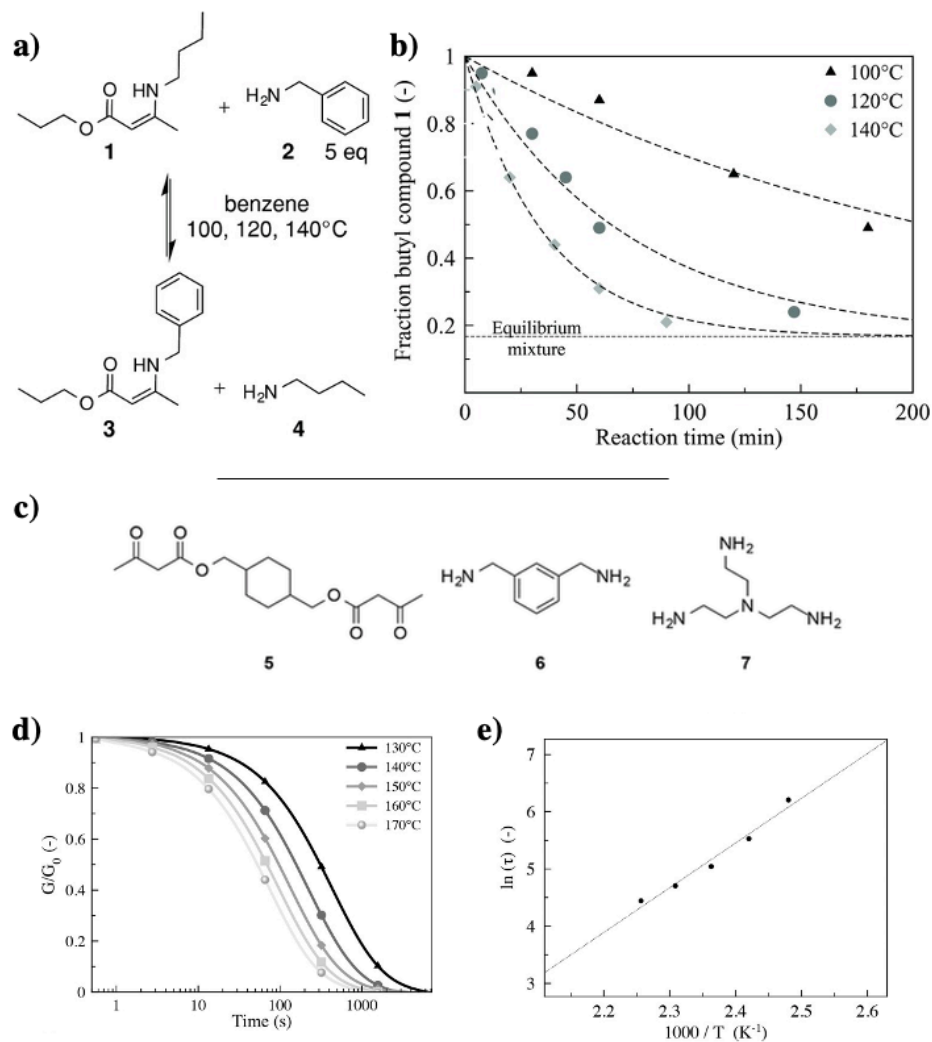 a)
HN
O
O
1
+
H2N
2
5 eq
benzene
100, 120, 140°C
O
HN
O
3
+
H2N
4
b)
Fraction butyl compound 1 (-)
1
0.8
0.6
0.4
0.2
100°C
120°C
140°C
Equilibrium
mixture
0
50
100
150
200
Reaction time (min)
c)
O
O
O
O
O
O
5
H2N
NH2
6
NH2
N
H2N
NH2
7
d)
G/G0 (-)
1
0.8
0.6
0.4
0.2
0
130°C
140°C
150°C
160°C
170°C
1
10
100
1000
Time (s)
e)
ln (τ) (-)
7
6
5
4
3
2.2
2.3
2.4
2.5
2.6
1000 / T (K-1)